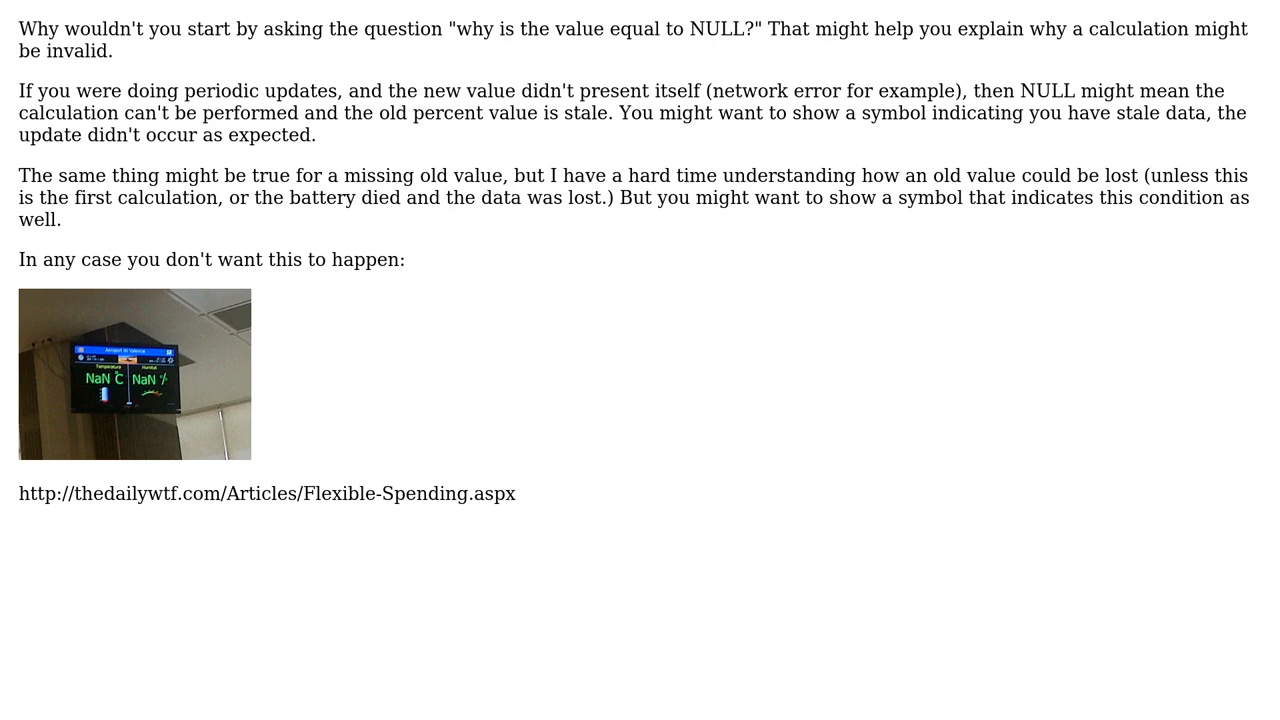 Why wouldn't you start by asking the question "why is the value equal to NULL?" That might help you explain why a calculation might
be invalid.
If you were doing periodic updates, and the new value didn't present itself (network error for example), then NULL might mean the
calculation can't be performed and the old percent value is stale. You might want to show a symbol indicating you have stale data, the
update didn't occur as expected.
The same thing might be true for a missing old value, but I have a hard time understanding how an old value could be lost (unless this
is the first calculation, or the battery died and the data was lost.) But you might want to show a symbol that indicates this condition as
well.
In any case you don't want this to happen:
Temperatura Humitat
NaN °C NaN %
http://thedailywtf.com/Articles/Flexible-Spending.aspx